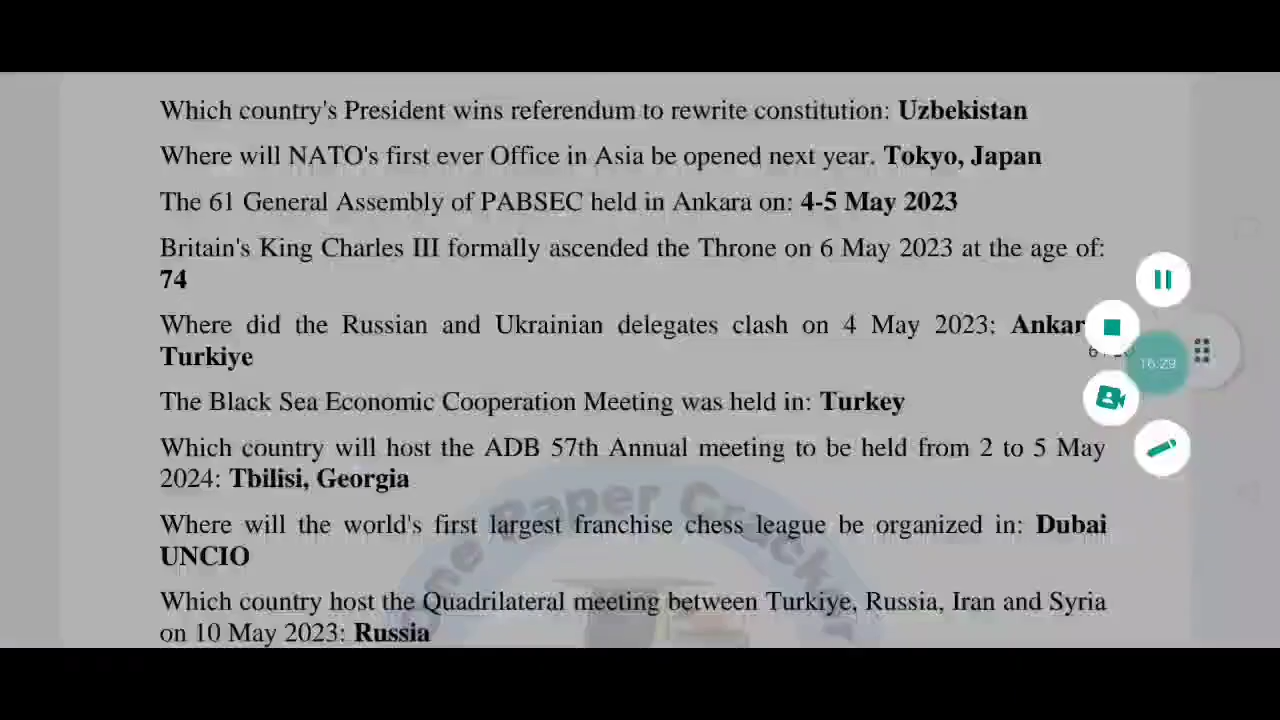 Which country's President wins referendum to rewrite constitution: Uzbekistan
Where will NATO's first ever Office in Asia be opened next year. Tokyo, Japan
The 61 General Assembly of PABSEC held in Ankara on: 4-5 May 2023
Britain's King Charles III formally ascended the Throne on 6 May 2023 at the age of:
74
Where did the Russian and Ukrainian delegates clash on 4 May 2023: Ankar
Turkiye
The Black Sea Economic Cooperation Meeting was held in: Turkey
Which country will host the ADB 57th Annual meeting to be held from 2 to 5 May
2024: Tbilisi, Georgia
Where will the world's first largest franchise chess league be organized in: Dubai
UNCIO
Which country host the Quadrilateral meeting between Turkiye, Russia, Iran and Syria
on 10 May 2023: Russia
16:29
Paper Cracker